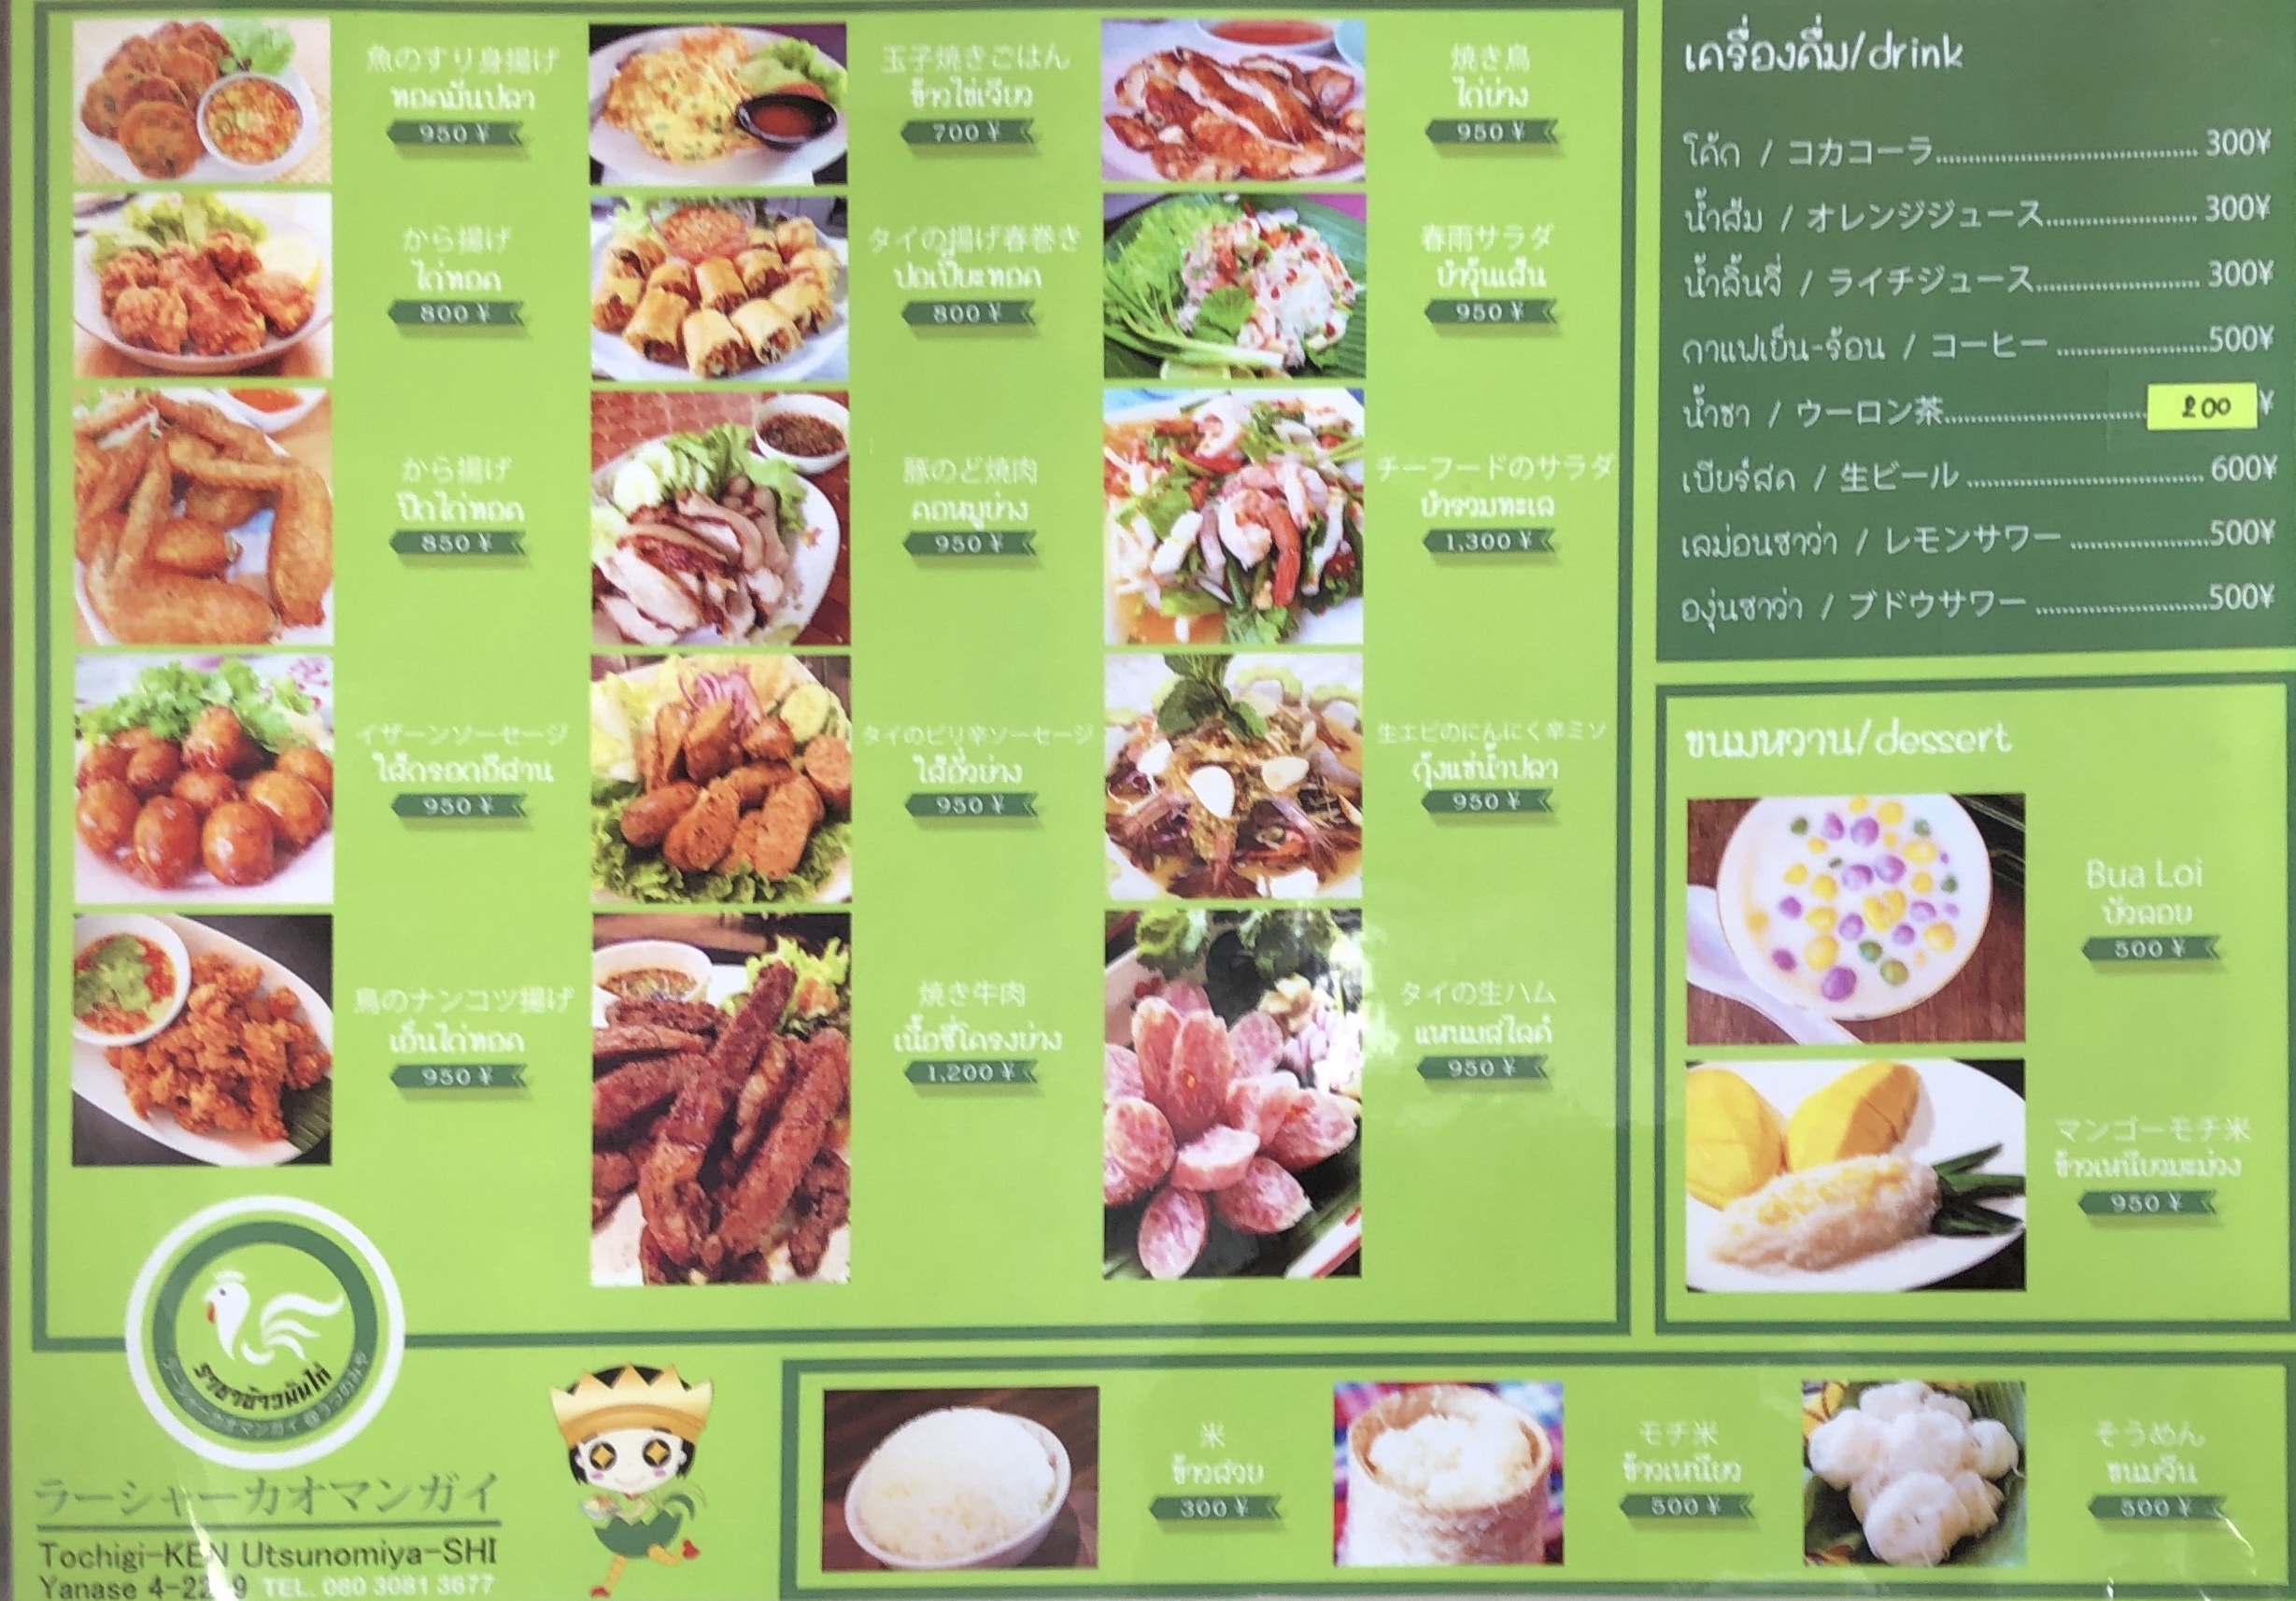 魚のすり身揚げ
ทอดมันปลา
950 ¥
玉子焼きごはん
ข้าวไข่เจียว
700 ¥
焼き鳥
ไก่ย่าง
950 ¥
から揚げ
ไก่ทอด
800 ¥
タイの揚げ春巻き
ปอเปี๊ยะทอด
800 ¥
春雨サラダ
ยำวุ้นเส้น
950 ¥
から揚げ
ปีกไก่ทอด
850 ¥
豚のど焼肉
คอหมูย่าง
950 ¥
チーフードのサラダ
ยำรวมทะเล
1,300 ¥
イザーンソーセージ
ไส้กรอกอีสาน
950 ¥
タイのピリ辛ソーセージ
ไส้อั่วย่าง
950 ¥
生エビのにんにく辛ミソ
กุ้งแช่น้ำปลา
950 ¥
鳥のナンコツ揚げ
เอ็นไก่ทอด
950 ¥
焼き牛肉
เนื้อซี่โครงย่าง
1,200 ¥
タイの生ハム
แหนมสไลค์
950 ¥
เครื่องดื่ม/drink
โค้ก / コカコーラ 300¥
น้ำส้ม / オレンジジュース 300¥
น้ำลิ้นจี่ / ライチジュース 300¥
กาแฟเย็น-ร้อน / コーヒー 500¥
น้ำชา / ウーロン茶 200 ¥
เบียร์สด / 生ビール 600¥
เลม่อนซาว่า / レモンサワー 500¥
องุ่นซาว่า / ブドウサワー 500¥
ขนมหวาน/dessert
Bua Loi
บัวลอย
500 ¥
マンゴーモチ米
ข้าวเหนียวมะม่วง
950 ¥
ราชาข้าวมันไก่
ラーシャーカオマンガイ
ラーシャーカオマンガイ
Tochigi-KEN Utsunomiya-SHI
Yanase 4-22 9 TEL. 080 3081 3677
米
ข้าวสวย
300 ¥
モチ米
ข้าวเหนียว
500 ¥
そうめん
ขนมจีน
500 ¥